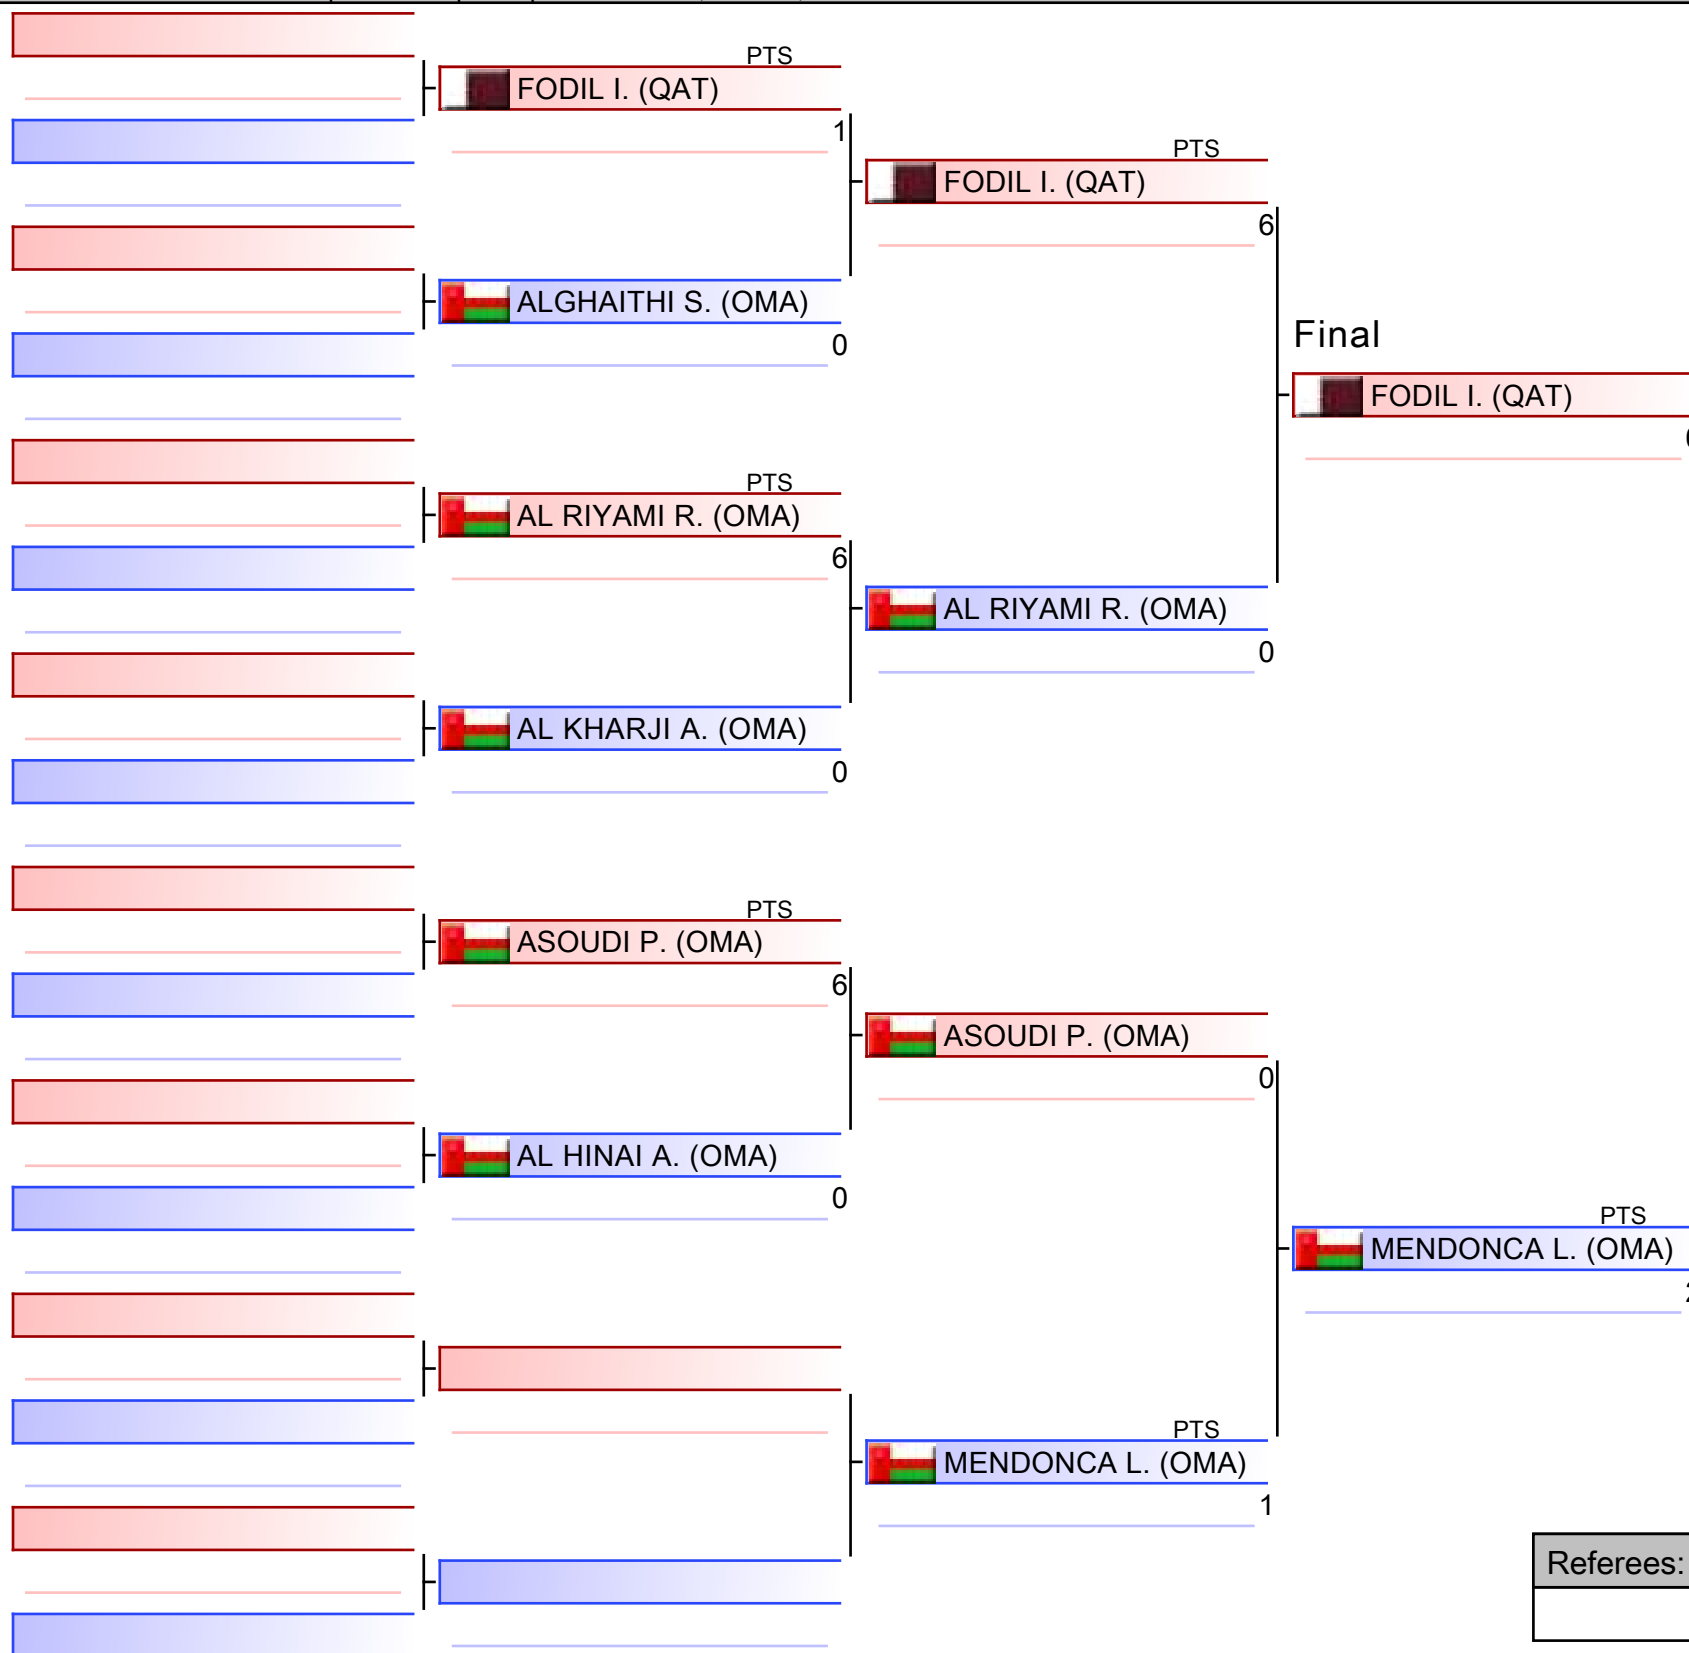 PTS
FODIL I. (QAT)
1
ALGHAITHI S. (OMA)
0
PTS
AL RIYAMI R. (OMA)
6
AL KHARJI A. (OMA)
0
PTS
ASOUDI P. (OMA)
6
AL HINAI A. (OMA)
0
PTS
FODIL I. (QAT)
6
AL RIYAMI R. (OMA)
0
ASOUDI P. (OMA)
0
PTS
MENDONCA L. (OMA)
1
Final
FODIL I. (QAT)
PTS
MENDONCA L. (OMA)
Referees: